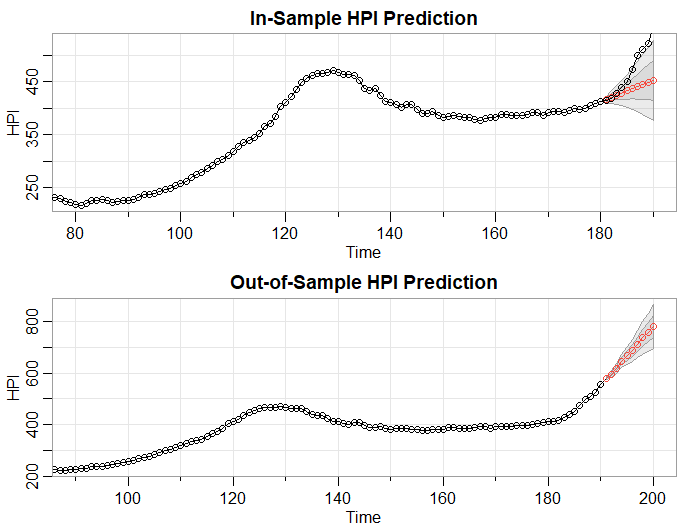 In-Sample HPI Prediction
HPI
450
350
250
80 100 120 140 160 180
Time
Out-of-Sample HPI Prediction
HPI
800
600
400
200
100 120 140 160 180 200
Time